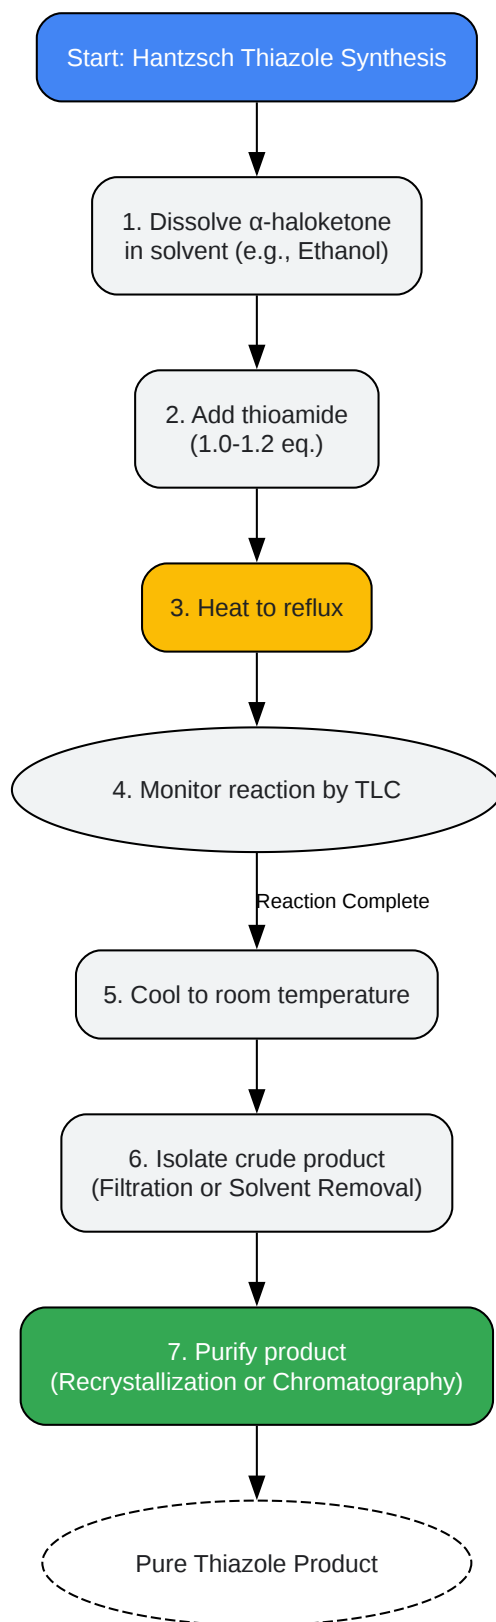 Start: Hantzsch Thiazole Synthesis
1. Dissolve α-haloketone
in solvent (e.g., Ethanol)
2. Add thioamide
(1.0-1.2 eq.)
3. Heat to reflux
4. Monitor reaction by TLC
Reaction Complete
5. Cool to room temperature
6. Isolate crude product
(Filtration or Solvent Removal)
7. Purify product
(Recrystallization or Chromatography)
Pure Thiazole Product